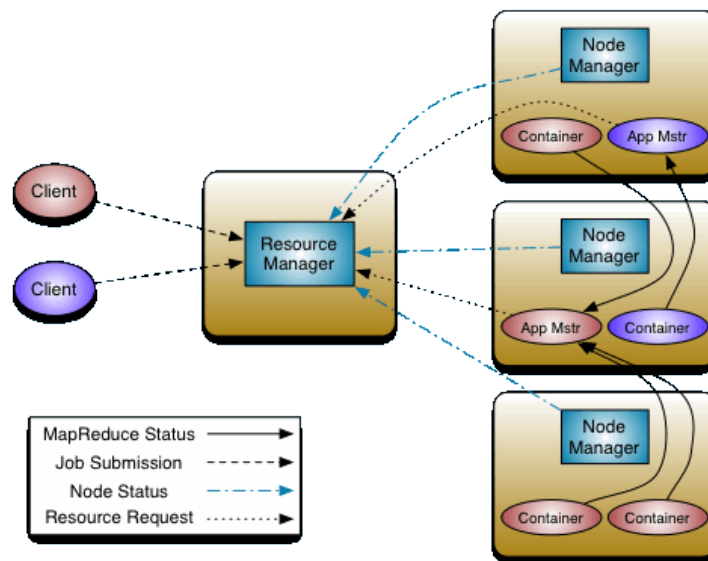 Node
Manager
Container
App Mstr
Client
Client
Resource
Manager
Node
Manager
App Mstr
Container
Node
Manager
Container
Container
MapReduce Status
Job Submission
Node Status
Resource Request